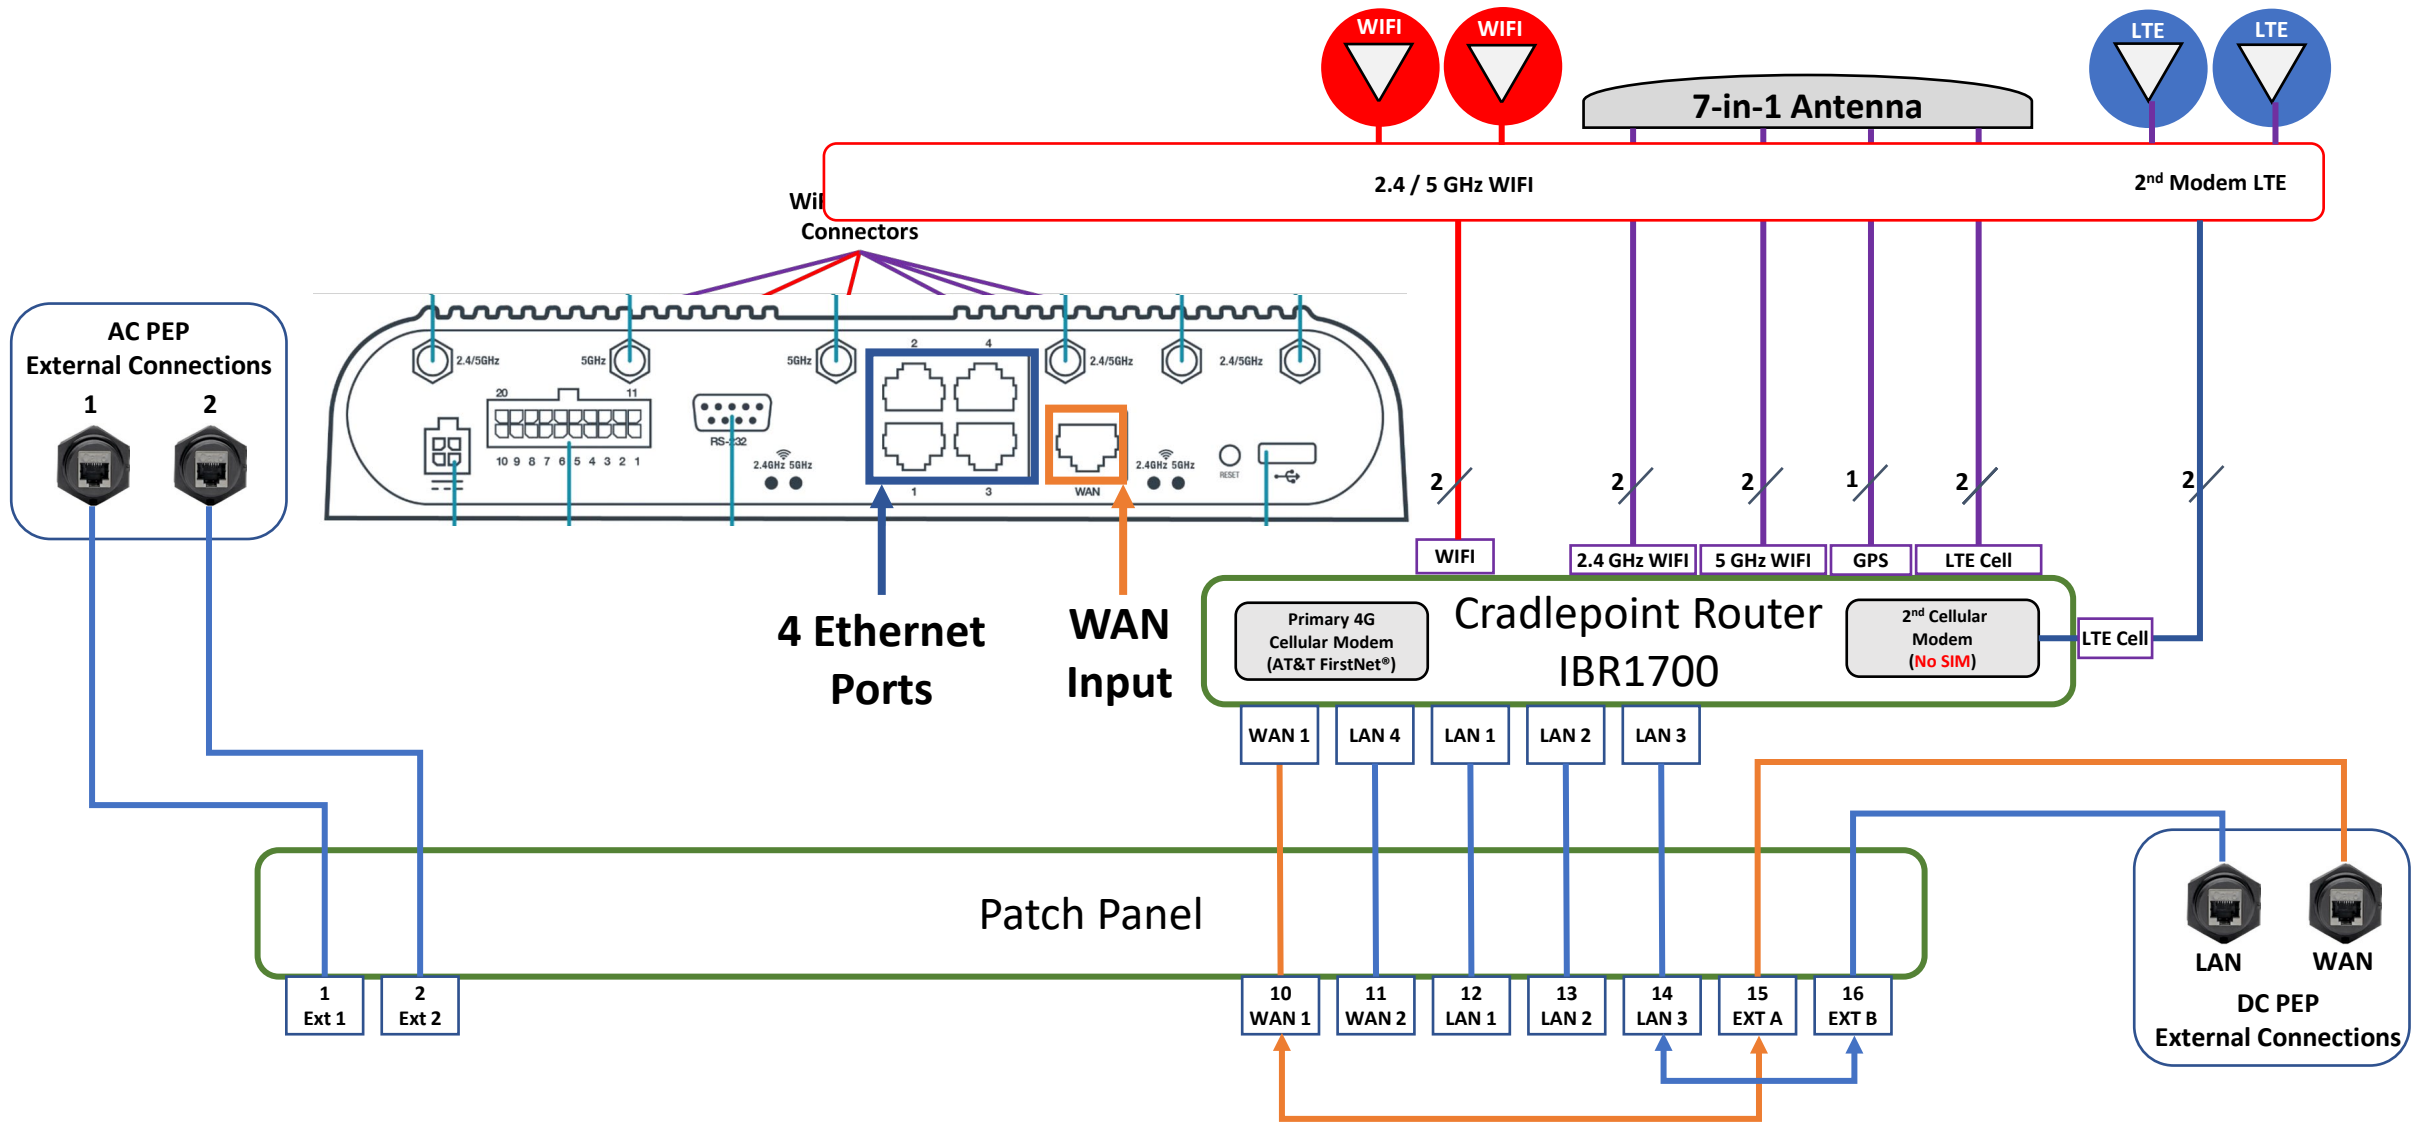 WIFI
WIFI
LTE
LTE
7-in-1 Antenna
2.4 / 5 GHz WIFI
2nd Modem LTE
Connectors
AC PEP
External Connections
1
2
2.4/5GHz
5GHz
5GHz
2
4
2.4/5GHz
2.4/5GHz
20
11
10 9 8 7 6 5 4 3 2 1
RS-232
2.4GHz 5GHz
1
3
WAN
2.4GHz 5GHz
RESET
4 Ethernet
Ports
WAN
Input
2
2
2
1
2
2
WIFI
2.4 GHz WIFI
5 GHz WIFI
GPS
LTE Cell
Primary 4G
Cellular Modem
(AT&T FirstNet®)
Cradlepoint Router
IBR1700
2nd Cellular
Modem
(No SIM)
LTE Cell
WAN 1
LAN 4
LAN 1
LAN 2
LAN 3
Patch Panel
1
Ext 1
2
Ext 2
10
WAN 1
11
WAN 2
12
LAN 1
13
LAN 2
14
LAN 3
15
EXT A
16
EXT B
LAN
WAN
DC PEP
External Connections